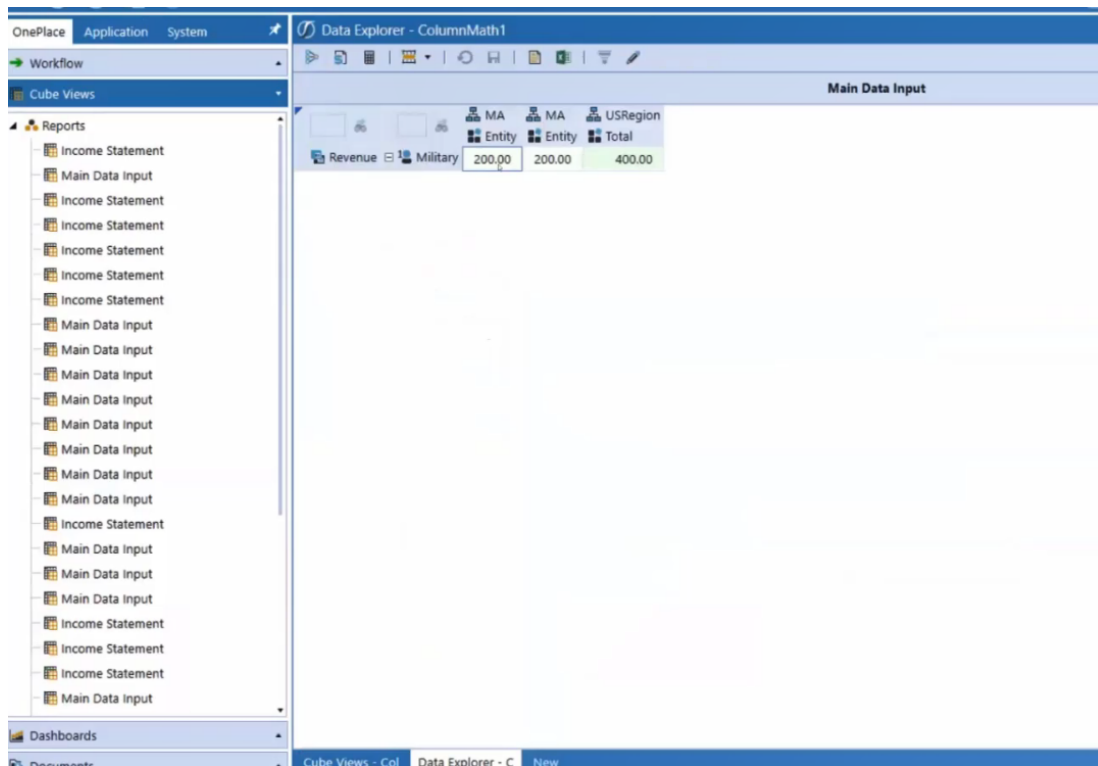 OnePlace Application System
Workflow
Cube Views
Reports
Income Statement
Main Data Input
Income Statement
Income Statement
Income Statement
Income Statement
Income Statement
Main Data Input
Main Data Input
Main Data Input
Main Data Input
Main Data Input
Main Data Input
Main Data Input
Main Data Input
Income Statement
Main Data Input
Main Data Input
Main Data Input
Income Statement
Income Statement
Income Statement
Main Data Input
Dashboards
Documents
Data Explorer - ColumnMath1
Main Data Input
MA MA USRegion
Entity Entity Total
Revenue Military 200.00 200.00 400.00
Cube Views - Col Data Explorer - C New